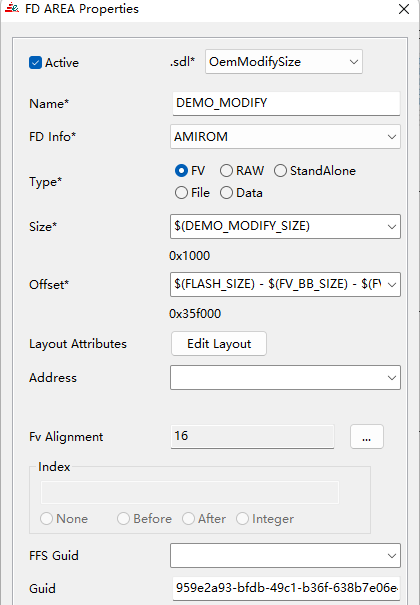 FD AREA Properties
Active
.sdl*
OemModifySize
Name*
DEMO_MODIFY
FD Info*
AMIROM
Type*
FV
RAW
StandAlone
File
Data
Size*
$(DEMO_MODIFY_SIZE)
0x1000
Offset*
$(FLASH_SIZE) - $(FV_BB_SIZE) - $(FV
0x35f000
Layout Attributes
Edit Layout
Address
Fv Alignment
16
...
Index
None
Before
After
Integer
FFS Guid
Guid
959e2a93-bfdb-49c1-b36f-638b7e06e